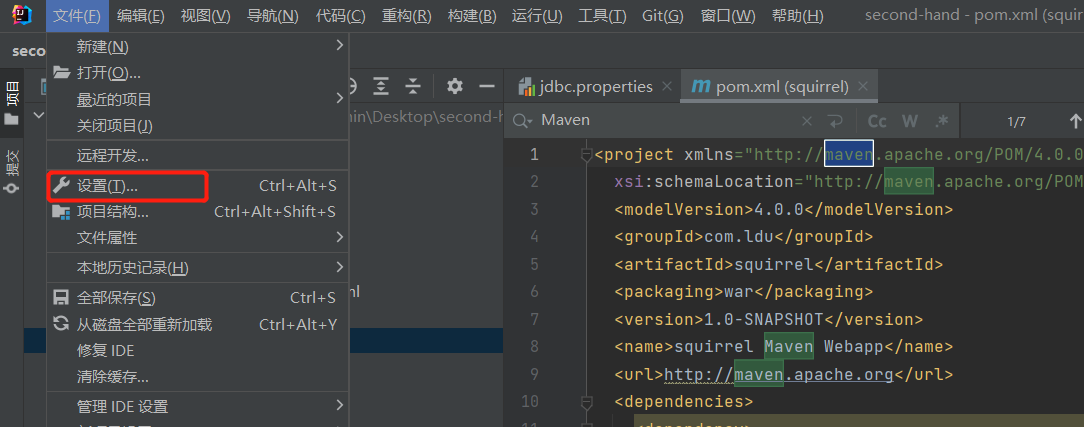 文件(F) 编辑(E) 视图(V) 导航(N) 代码(C) 重构(R) 构建(B) 运行(U) 工具(T) Git(G) 窗口(W) 帮助(H) second-hand - pom.xml (squirrel
seco
新建(N)
打开(O)...
最近的项目
关闭项目(J)
远程开发...
设置(T)... Ctrl+Alt+S
项目结构... Ctrl+Alt+Shift+S
文件属性
本地历史记录(H)
全部保存(S) Ctrl+S
从磁盘全部重新加载 Ctrl+Alt+Y
修复 IDE
清除缓存...
管理 IDE 设置
项目
提交
min\Desktop\second-h
ml
jdbc.properties pom.xml (squirrel)
Maven Cc W .* 1/7
1 <project xmlns="http://maven.apache.org/POM/4.0.0
2 xsi:schemaLocation="http://maven.apache.org/POM
3 <modelVersion>4.0.0</modelVersion>
4 <groupId>com.ldu</groupId>
5 <artifactId>squirrel</artifactId>
6 <packaging>war</packaging>
7 <version>1.0-SNAPSHOT</version>
8 <name>squirrel Maven Webapp</name>
9 <url>http://maven.apache.org</url>
10 <dependencies>
11 <dependency>